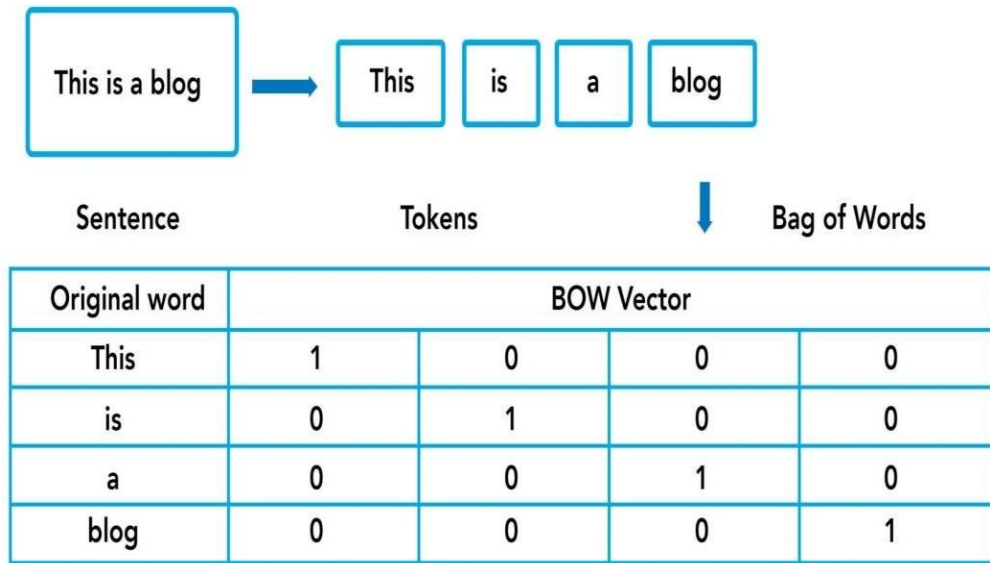 This is a blog
This is a blog
Sentence Tokens Bag of Words
Original word BOW Vector
This 1 0 0 0
is 0 1 0 0
a 0 0 1 0
blog 0 0 0 1